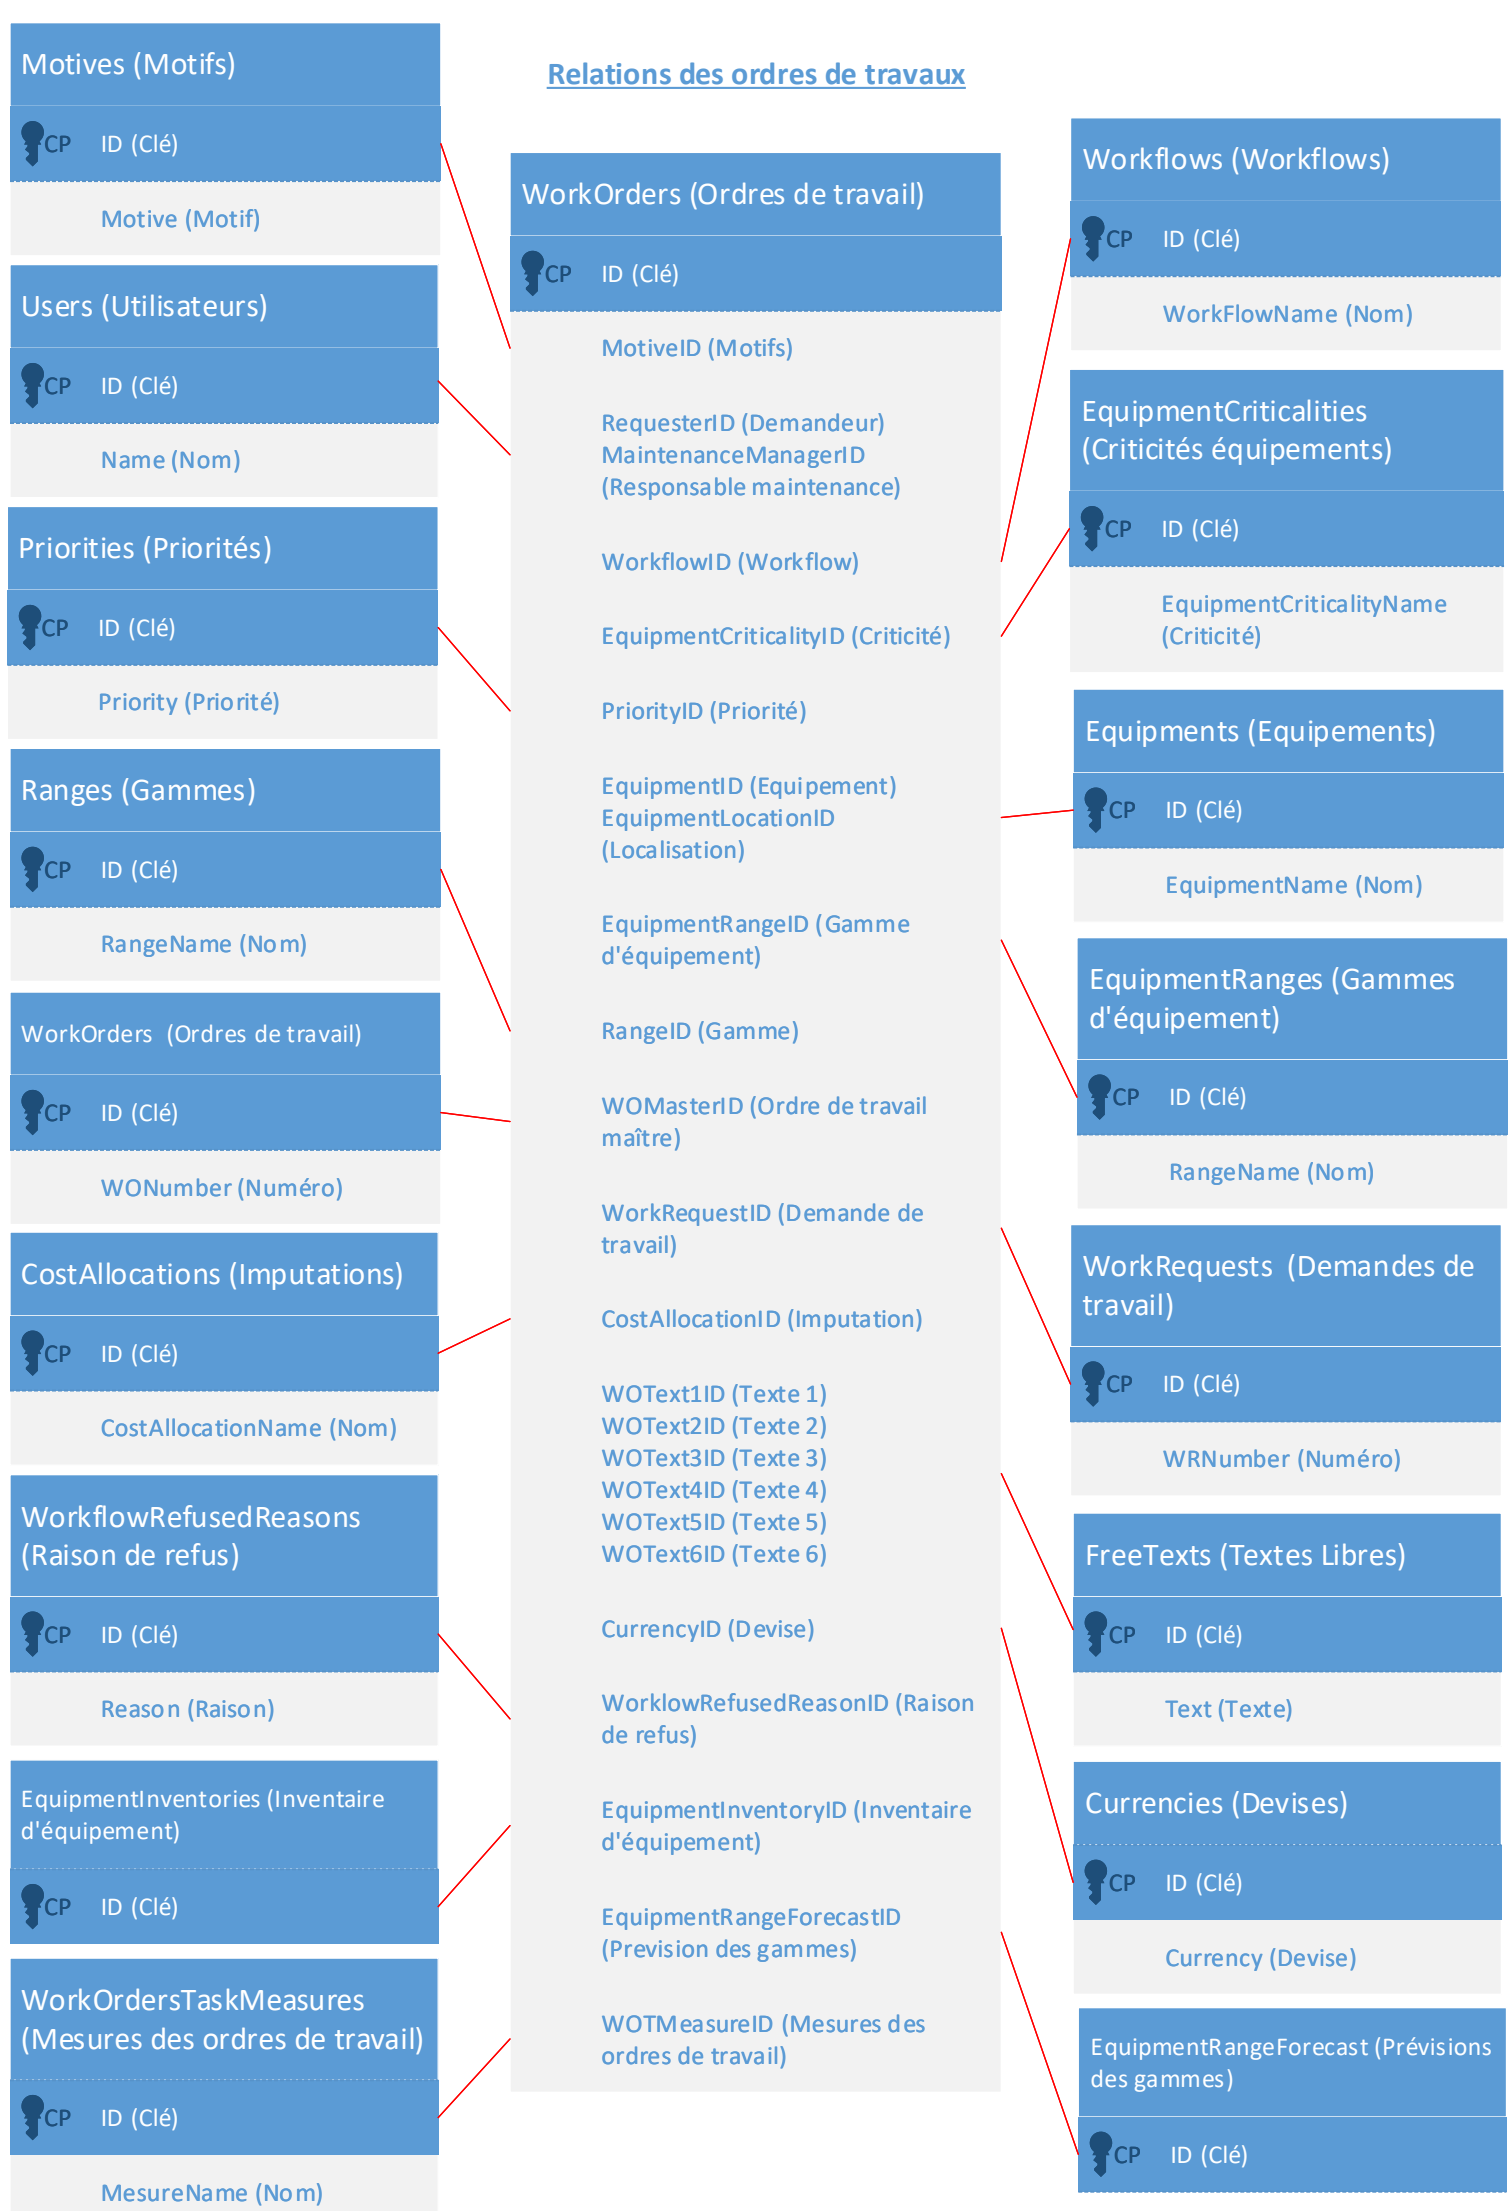 Relations des ordres de travaux
Motives (Motifs)
CP ID (Clé)
Motive (Motif)
Users (Utilisateurs)
CP ID (Clé)
Name (Nom)
Priorities (Priorités)
CP ID (Clé)
Priority (Priorité)
Ranges (Gammes)
CP ID (Clé)
RangeName (Nom)
WorkOrders (Ordres de travail)
CP ID (Clé)
WONumber (Numéro)
CostAllocations (Imputations)
CP ID (Clé)
CostAllocationName (Nom)
WorkflowRefusedReasons
(Raison de refus)
CP ID (Clé)
Reason (Raison)
EquipmentInventories (Inventaire
d'équipement)
CP ID (Clé)
WorkOrdersTaskMeasures
(Mesures des ordres de travail)
CP ID (Clé)
MesureName (Nom)
WorkOrders (Ordres de travail)
CP ID (Clé)
MotiveID (Motifs)
RequesterID (Demandeur)
MaintenanceManagerID
(Responsable maintenance)
WorkflowID (Workflow)
EquipmentCriticalityID (Criticité)
PriorityID (Priorité)
EquipmentID (Equipement)
EquipmentLocationID
(Localisation)
EquipmentRangeID (Gamme
d'équipement)
RangeID (Gamme)
WOMasterID (Ordre de travail
maître)
WorkRequestID (Demande de
travail)
CostAllocationID (Imputation)
WOText1ID (Texte 1)
WOText2ID (Texte 2)
WOText3ID (Texte 3)
WOText4ID (Texte 4)
WOText5ID (Texte 5)
WOText6ID (Texte 6)
CurrencyID (Devise)
WorklowRefusedReasonID (Raison
de refus)
EquipmentInventoryID (Inventaire
d'équipement)
EquipmentRangeForecastID
(Prevision des gammes)
WOTMeasureID (Mesures des
ordres de travail)
Workflows (Workflows)
CP ID (Clé)
WorkFlowName (Nom)
EquipmentCriticalities
(Criticités équipements)
CP ID (Clé)
EquipmentCriticalityName
(Criticité)
Equipments (Equipements)
CP ID (Clé)
EquipmentName (Nom)
EquipmentRanges (Gammes
d'équipement)
CP ID (Clé)
RangeName (Nom)
WorkRequests (Demandes de
travail)
CP ID (Clé)
WRNumber (Numéro)
FreeTexts (Textes Libres)
CP ID (Clé)
Text (Texte)
Currencies (Devises)
CP ID (Clé)
Currency (Devise)
EquipmentRangeForecast (Prévisions
des gammes)
CP ID (Clé)